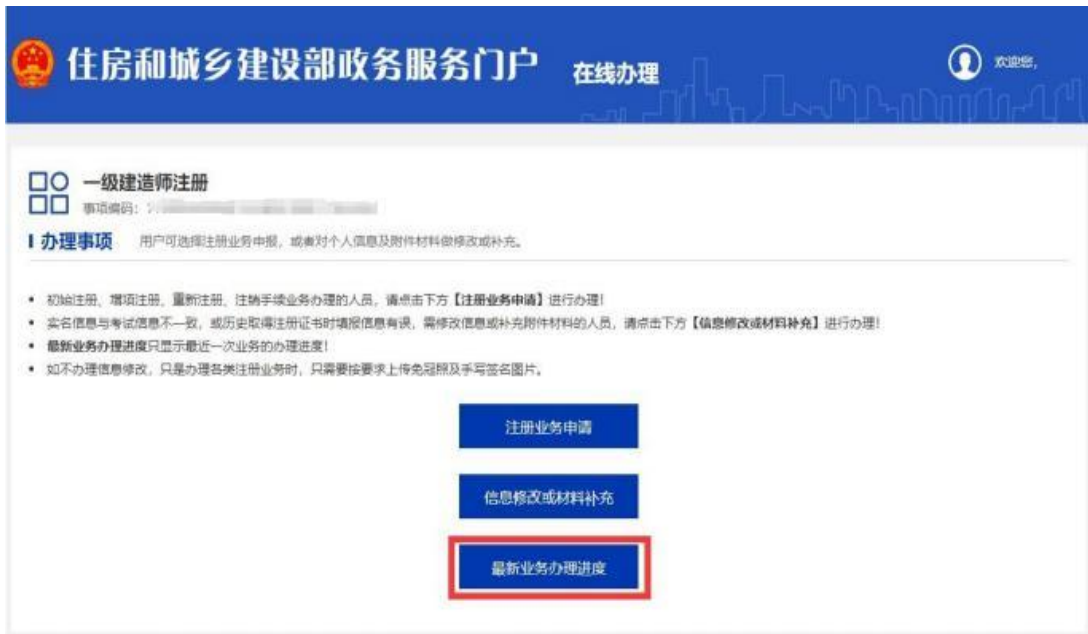 住房和城乡建设部政务服务门户 在线办理 欢迎您,
一级建造师注册
事项编码:
办理事项 用户可选择注册业务申报, 或者对个人信息及附件材料做修改或补充。
• 初始注册、增项注册、重新注册、注销手续业务办理的人员, 请点击下方【注册业务申请】进行办理!
• 实名信息与考试信息不一致, 或历史取得注册证书时填报信息有误, 需修改信息或补充附件材料的人员, 请点击下方【信息修改或材料补充】进行办理!
• 最新业务办理进度只显示最近一次业务的办理进度!
• 如不办理信息修改, 只是办理各类注册业务时, 只需要按要求上传免冠照及手写签名图片。
注册业务申请
信息修改或材料补充
最新业务办理进度